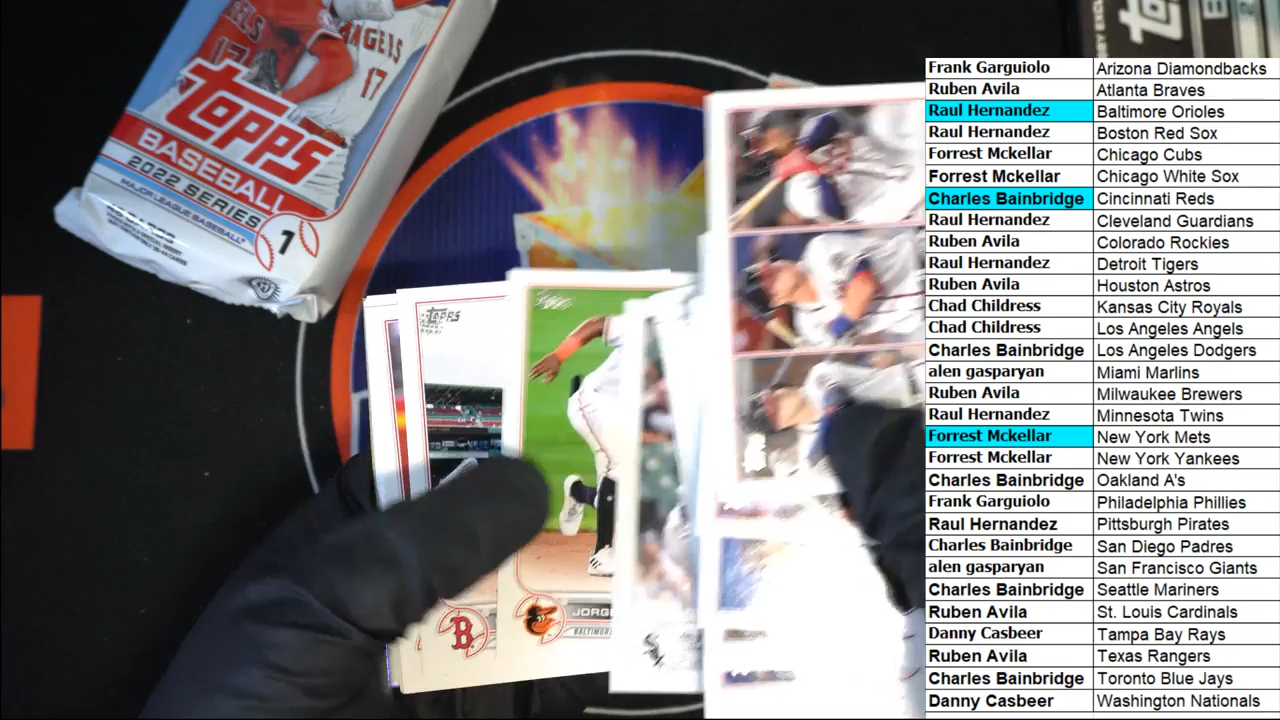 ELS
17
ANGELS
17
TOPPS
BASEBALL
2022 SERIES
1
MAJOR LEAGUE BASEBALL
TOPPS
Topps
B
JORGE
BALTIMORE
Frank Garguiolo Arizona Diamondbacks
Ruben Avila Atlanta Braves
Raul Hernandez Baltimore Orioles
Raul Hernandez Boston Red Sox
Forrest Mckellar Chicago Cubs
Forrest Mckellar Chicago White Sox
Charles Bainbridge Cincinnati Reds
Raul Hernandez Cleveland Guardians
Ruben Avila Colorado Rockies
Raul Hernandez Detroit Tigers
Ruben Avila Houston Astros
Chad Childress Kansas City Royals
Chad Childress Los Angeles Angels
Charles Bainbridge Los Angeles Dodgers
alen gasparyan Miami Marlins
Ruben Avila Milwaukee Brewers
Raul Hernandez Minnesota Twins
Forrest Mckellar New York Mets
Forrest Mckellar New York Yankees
Charles Bainbridge Oakland A's
Frank Garguiolo Philadelphia Phillies
Raul Hernandez Pittsburgh Pirates
Charles Bainbridge San Diego Padres
alen gasparyan San Francisco Giants
Charles Bainbridge Seattle Mariners
Ruben Avila St. Louis Cardinals
Danny Casbeer Tampa Bay Rays
Ruben Avila Texas Rangers
Charles Bainbridge Toronto Blue Jays
Danny Casbeer Washington Nationals